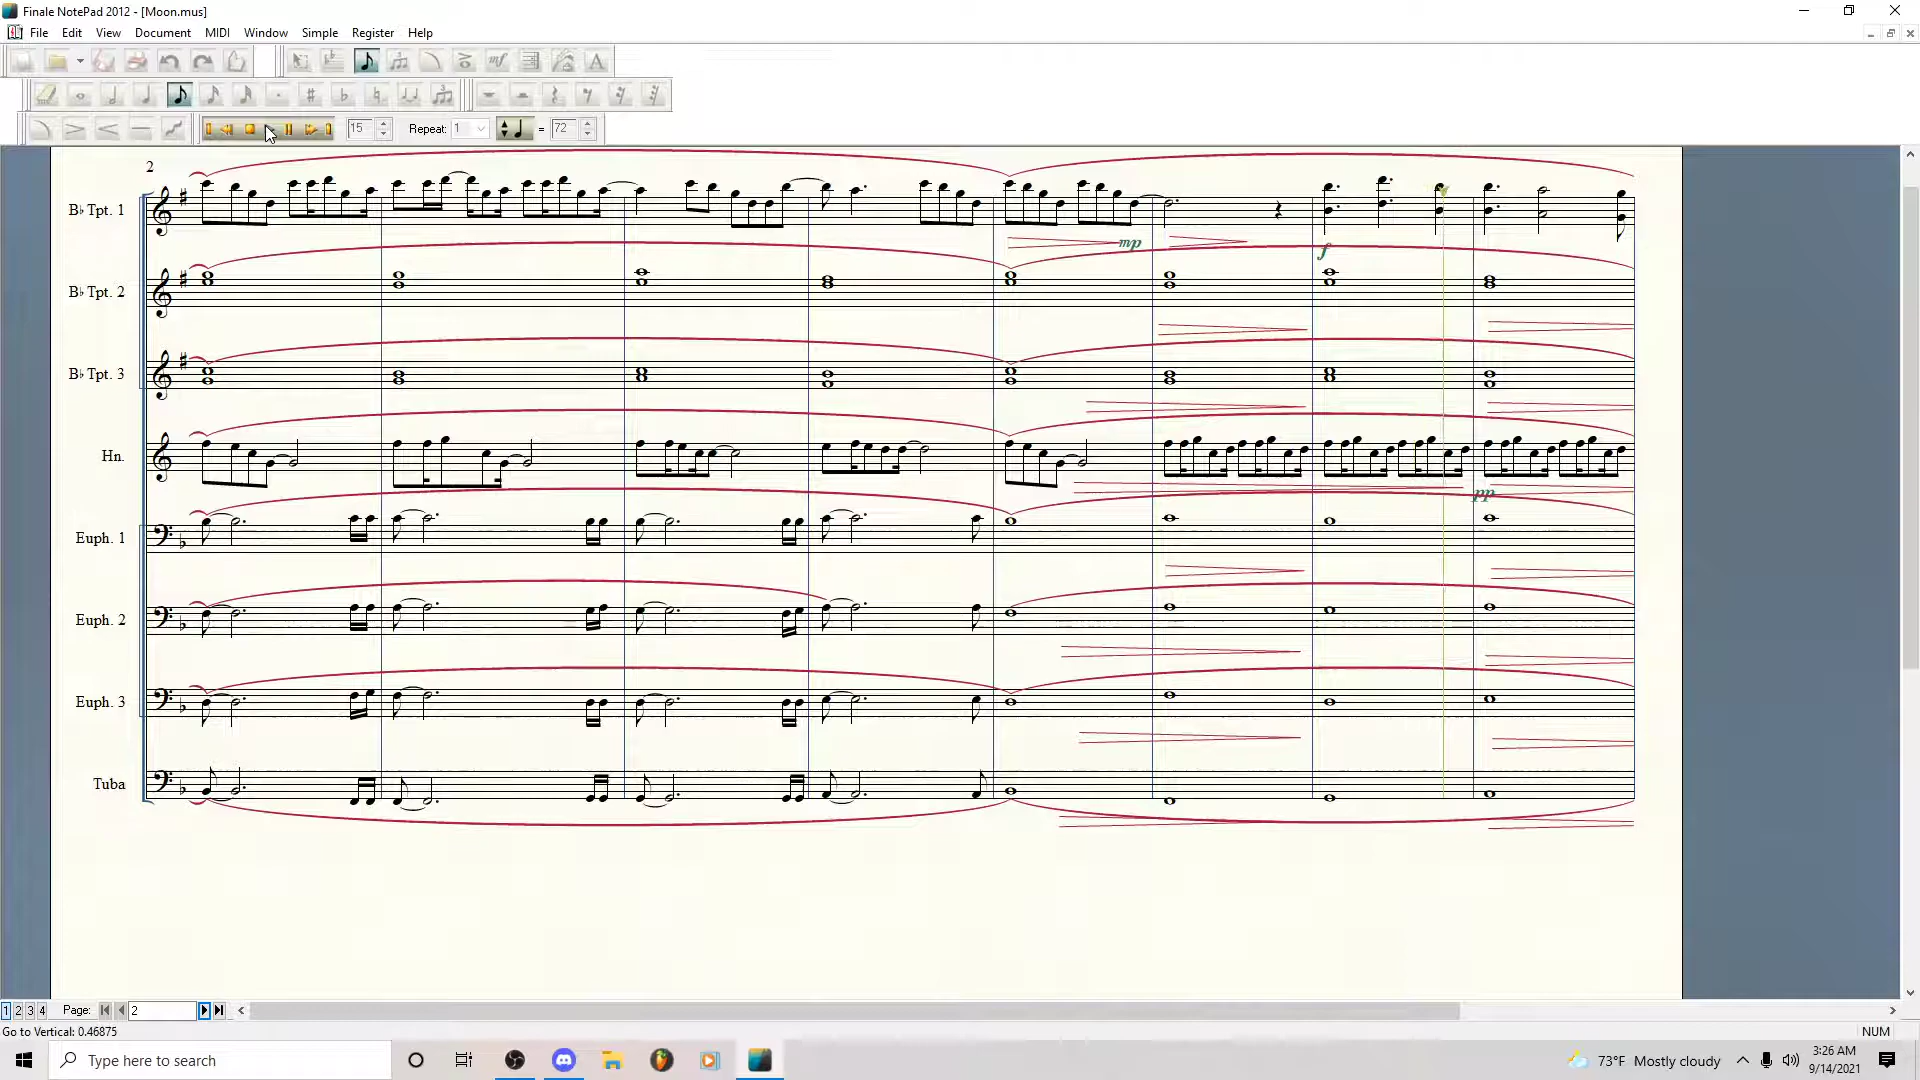 Finale NotePad 2012 - [Moon.mus]
File Edit View Document MIDI Window Simple Register Help
mf A
15 Repeat: 1 = 72
2
B♭ Tpt. 1
mp
f
B♭ Tpt. 2
B♭ Tpt. 3
Hn.
pp
Euph. 1
Euph. 2
Euph. 3
Tuba
1 2 3 4 Page: 2
Go to Vertical: 0.46875 NUM
Type here to search 73°F Mostly cloudy 3:26 AM
9/14/2021